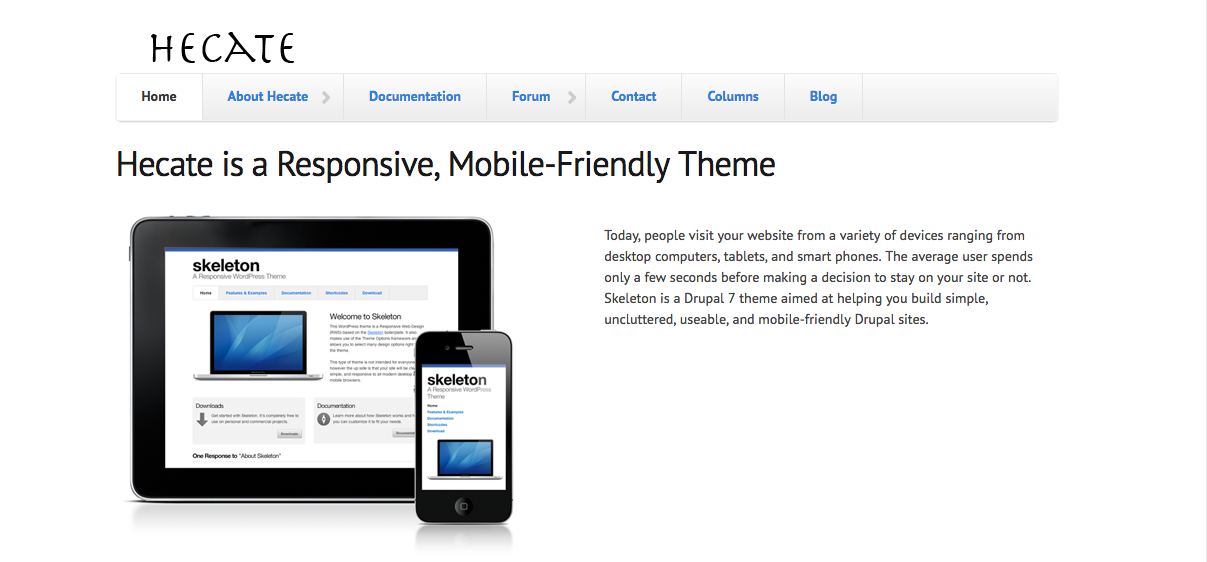 HECATE
Home About Hecate Documentation Forum Contact Columns Blog
Hecate is a Responsive, Mobile-Friendly Theme
Today, people visit your website from a variety of devices ranging from
desktop computers, tablets, and smart phones. The average user spends
only a few seconds before making a decision to stay on your site or not.
Skeleton is a Drupal 7 theme aimed at helping you build simple,
uncluttered, useable, and mobile-friendly Drupal sites.
skeleton
A Responsive WordPress Theme
Home Features & Examples Documentation Shortcodes Download
Welcome to Skeleton
This WordPress theme is a Responsive Web Design
(RWD) based on the Skeleton boilerplate. It also
makes use of the Theme Options framework an
allows you to select many design options right
the theme.
This type of theme is not intended for everyone
however the up side is that your site will be
simple, and responsive to all modern desktop
mobile browsers.
Downloads
Get started with Skeleton. It's completely free to
use on personal and commercial projects.
Downloads
Documentation
Learn more about how Skeleton works and h
you can customize it to fit your needs.
Documen
One Response to "About Skeleton"
skeleton
A Responsive WordPress
Theme
Home
Features & Examples
Documentation
Shortcodes
Download